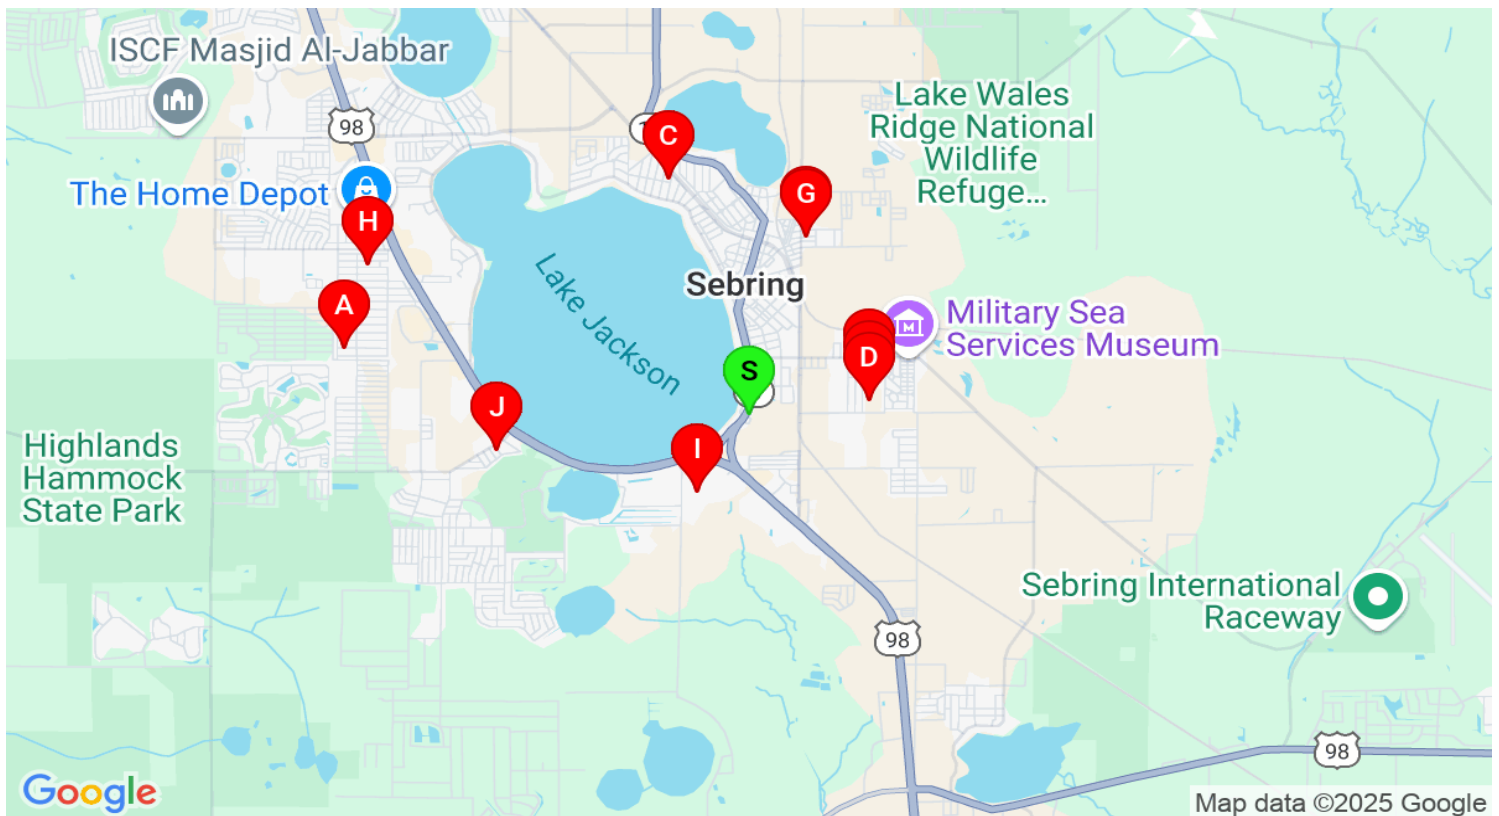 ISCF Masjid Al-Jabbar
98
C
Lake Wales
Ridge National
Wildlife
Refuge...
The Home Depot
G
H
Lake Jackson
Sebring
A
Military Sea
Services Museum
M
D
S
J
I
Highlands
Hammock
State Park
Sebring International
Raceway
98
98
Google
Map data ©2025 Google